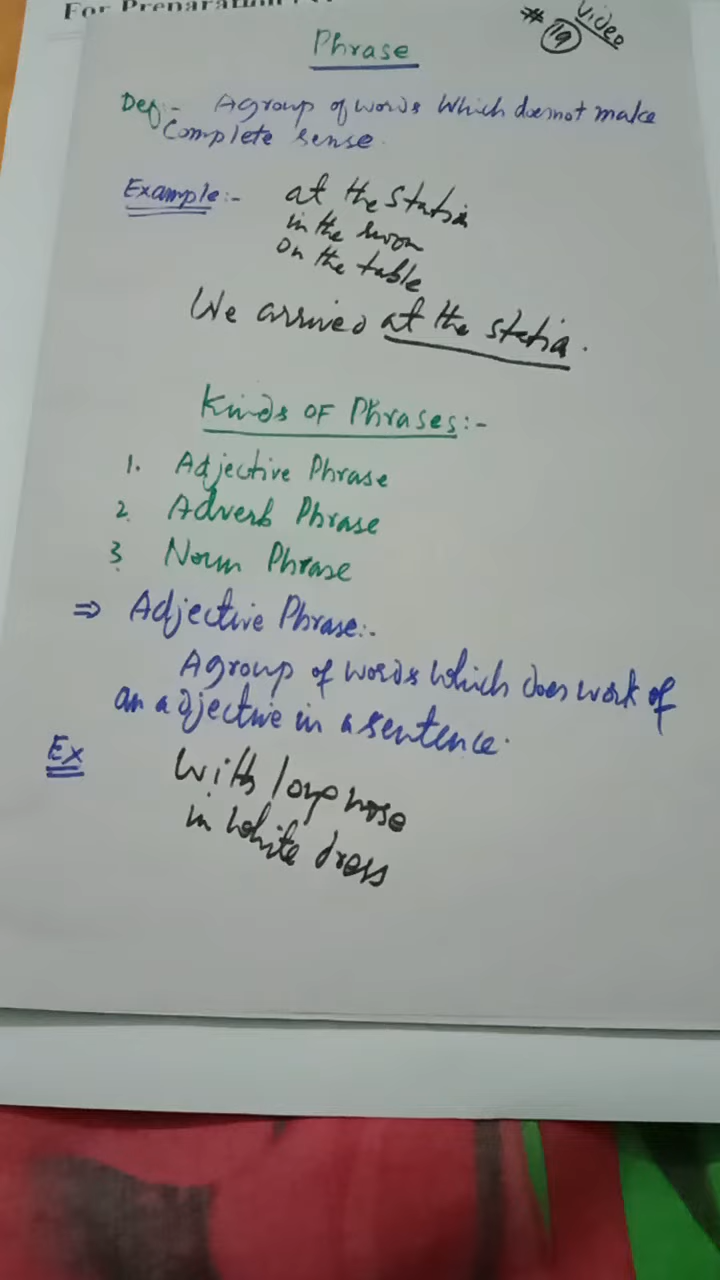 For Preparation
# 19 Video
Phrase
Def:- A group of words which doesnot make
Complete sense.
Example:- at the station
in the room
on the table
We arrived at the station.
Kinds of Phrases:-
1. Adjective Phrase
2. Adverb Phrase
3. Noun Phrase
⇒ Adjective Phrase:-
A group of words which does work of
an adjective in a sentence.
Ex with long nose
in white dress